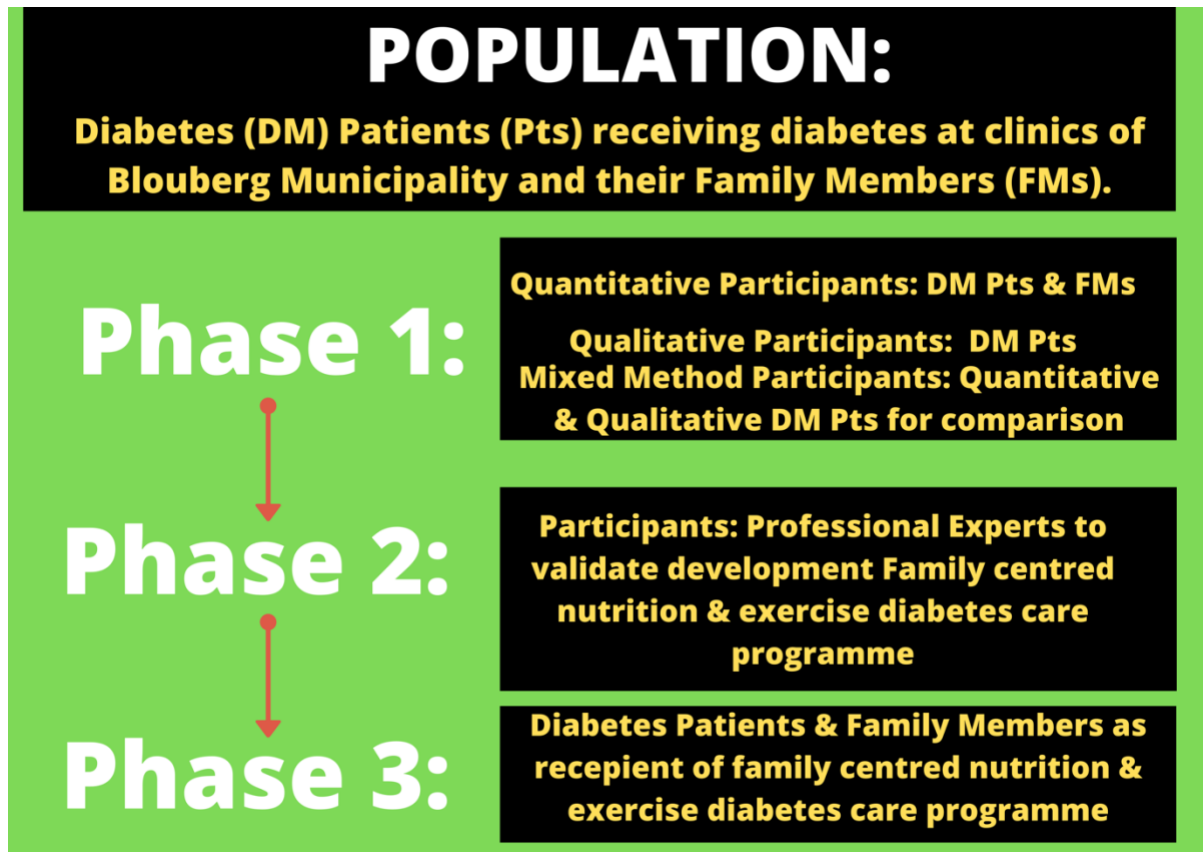 POPULATION:
Diabetes (DM) Patients (Pts) receiving diabetes at clinics of
Blouberg Municipality and their Family Members (FMs).
Phase 1:
Quantitative Participants: DM Pts & FMs
Qualitative Participants: DM Pts
Mixed Method Participants: Quantitative
& Qualitative DM Pts for comparison
Phase 2:
Participants: Professional Experts to
validate development Family centred
nutrition & exercise diabetes care
programme
Phase 3:
Diabetes Patients & Family Members as
recepient of family centred nutrition &
exercise diabetes care programme